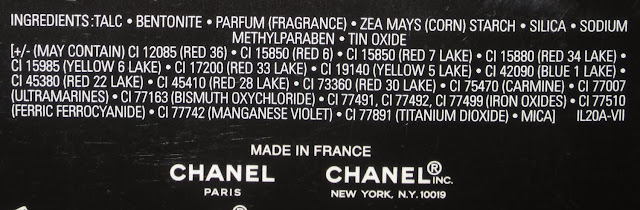 INGREDIENTS: TALC • BENTONITE • PARFUM (FRAGRANCE) • ZEA MAYS (CORN) STARCH • SILICA • SODIUM
METHYLPARABEN • TIN OXIDE
[+/- (MAY CONTAIN) CI 12085 (RED 36) • CI 15850 (RED 6) • CI 15850 (RED 7 LAKE) • CI 15880 (RED 34 LAKE) •
CI 15985 (YELLOW 6 LAKE) • CI 17200 (RED 33 LAKE) • CI 19140 (YELLOW 5 LAKE) • CI 42090 (BLUE 1 LAKE) •
CI 45380 (RED 22 LAKE) • CI 45410 (RED 28 LAKE) • CI 73360 (RED 30 LAKE) • CI 75470 (CARMINE) • CI 77007
(ULTRAMARINES) • CI 77163 (BISMUTH OXYCHLORIDE) • CI 77491, CI 77492, CI 77499 (IRON OXIDES) • CI 77510
(FERRIC FERROCYANIDE) • CI 77742 (MANGANESE VIOLET) • CI 77891 (TITANIUM DIOXIDE) • MICA] IL20A-VII
MADE IN FRANCE
CHANEL CHANEL® INC.
PARIS NEW YORK, N.Y. 10019